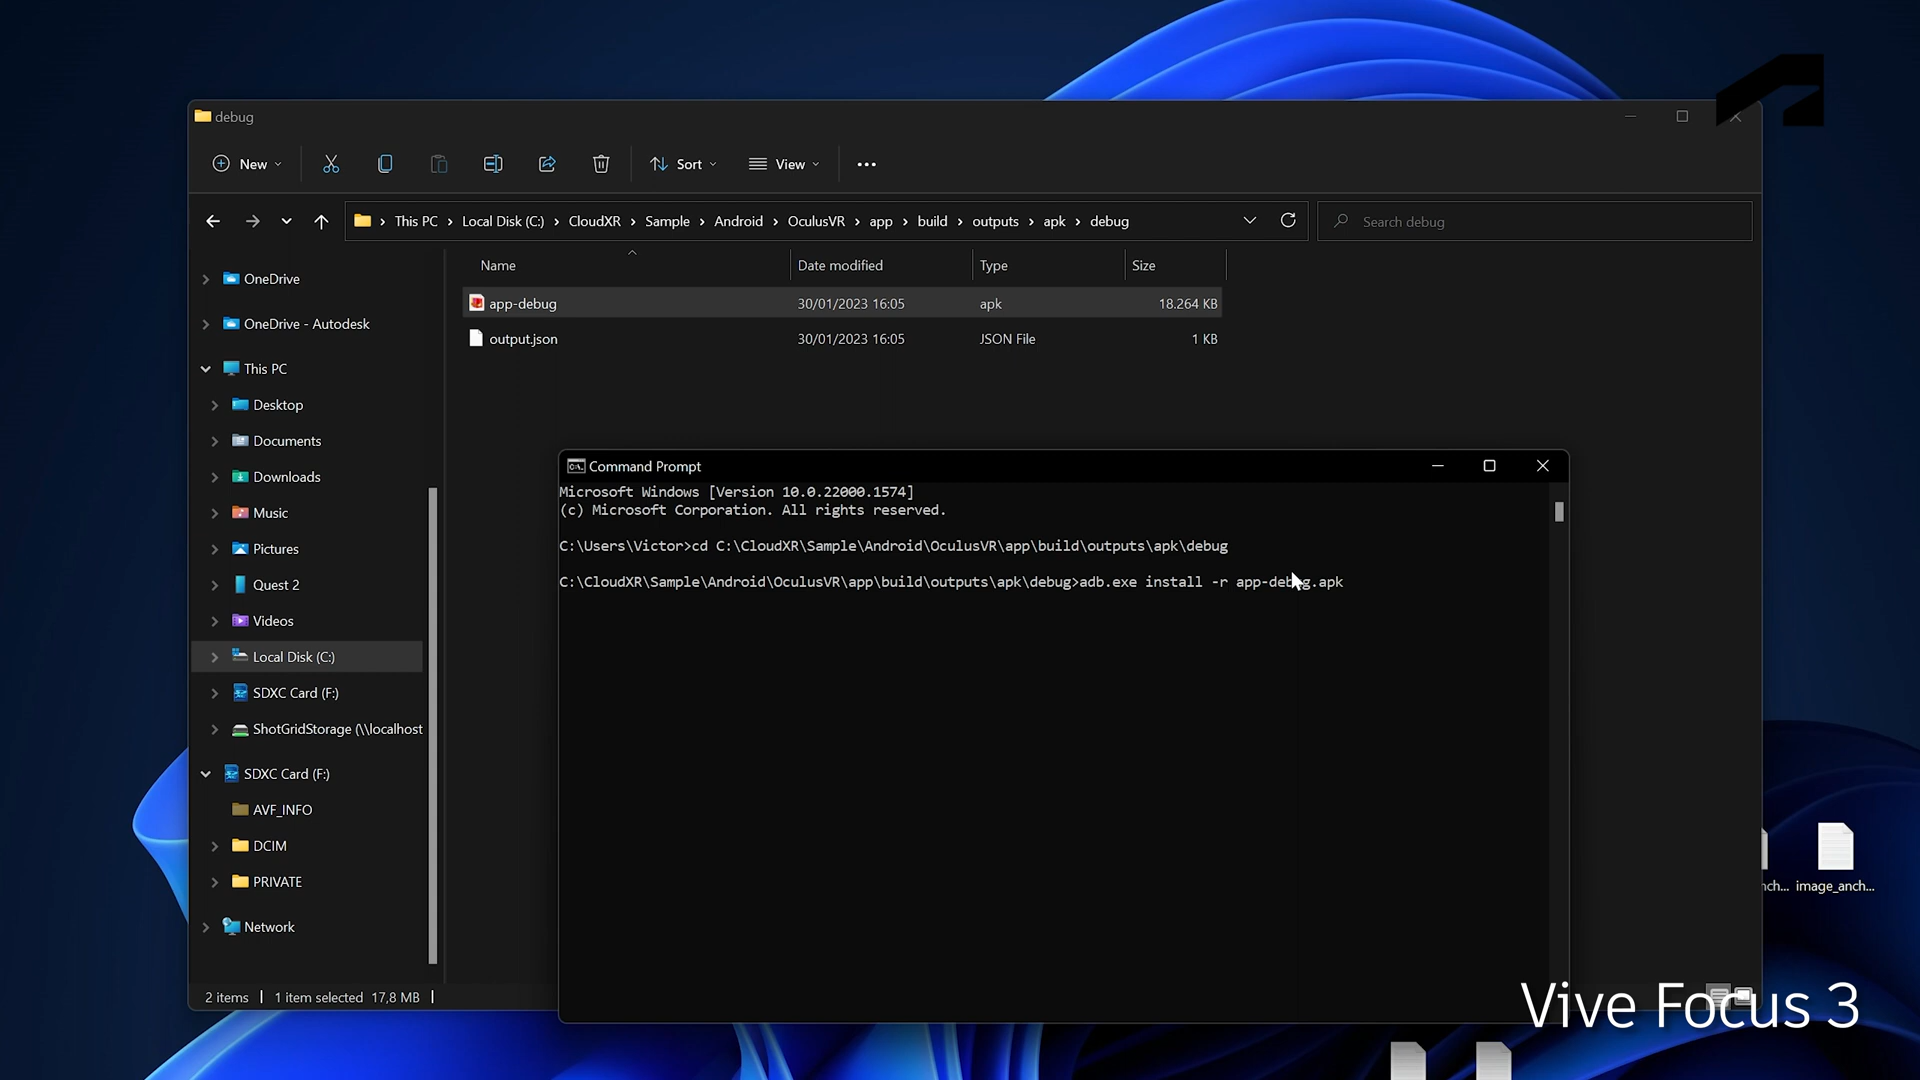 debug
New
Sort
View
This PC
Local Disk (C:)
CloudXR
Sample
Android
OculusVR
app
build
outputs
apk
debug
Search debug
Name
Date modified
Type
Size
app-debug
30/01/2023 16:05
apk
18.264 KB
output.json
30/01/2023 16:05
JSON File
1 KB
OneDrive
OneDrive - Autodesk
This PC
Desktop
Documents
Downloads
Music
Pictures
Quest 2
Videos
Local Disk (C:)
SDXC Card (F:)
ShotGridStorage (\\localhost
SDXC Card (F:)
AVF_INFO
DCIM
PRIVATE
Network
2 items
1 item selected 17,8 MB
Command Prompt
Microsoft Windows [Version 10.0.22000.1574]
(c) Microsoft Corporation. All rights reserved.
C:\Users\Victor>cd C:\CloudXR\Sample\Android\OculusVR\app\build\outputs\apk\debug
C:\CloudXR\Sample\Android\OculusVR\app\build\outputs\apk\debug>adb.exe install -r app-debug.apk
nch...
image_anch...
Vive Focus 3